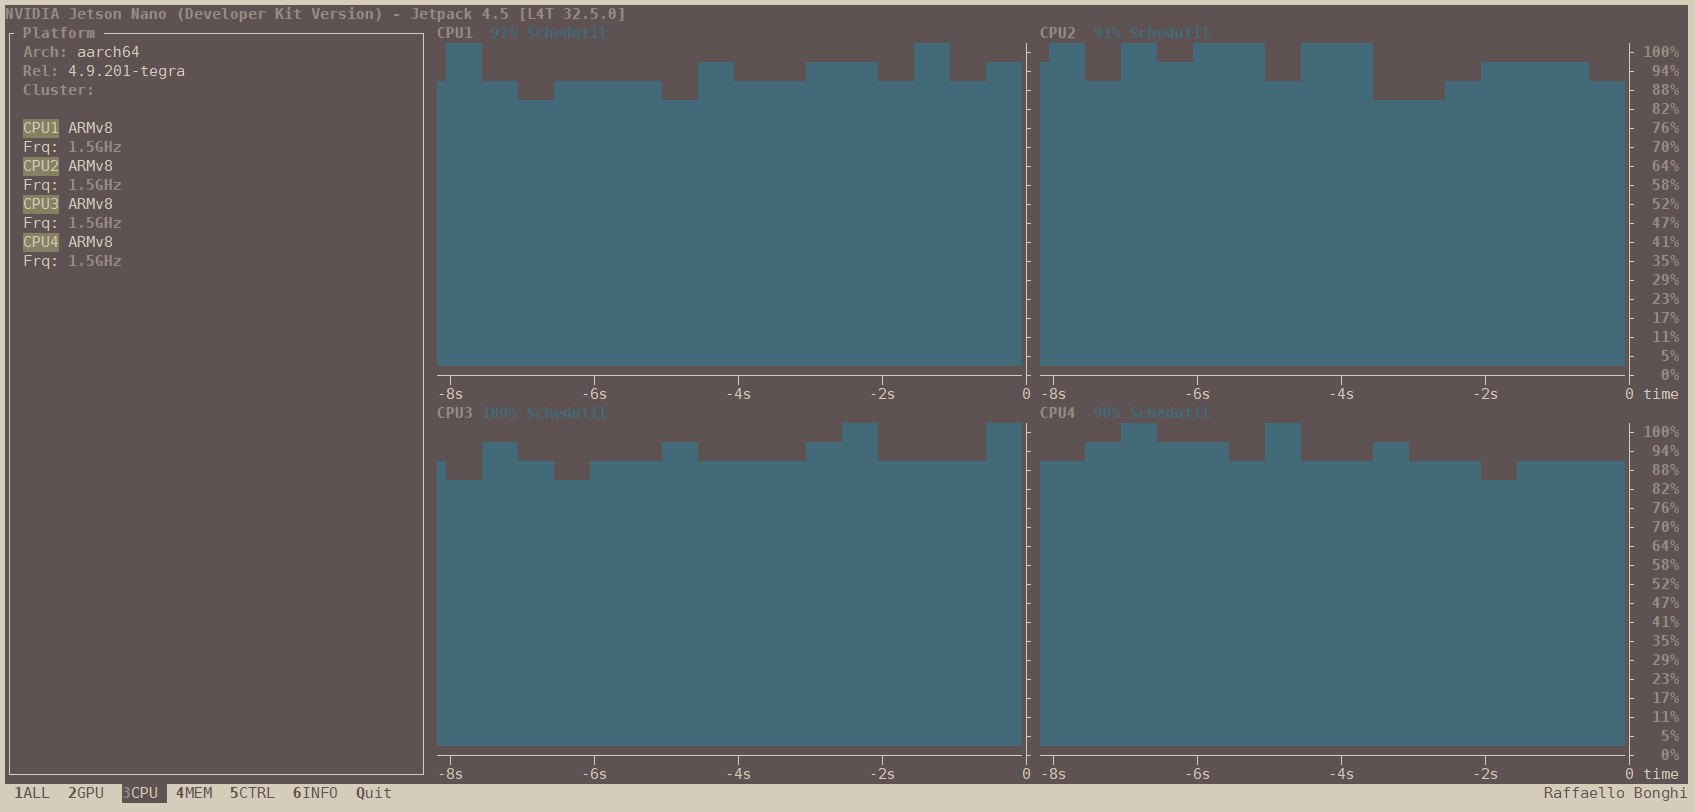 NVIDIA Jetson Nano (Developer Kit Version) - Jetpack 4.5 [L4T 32.5.0]
Platform
Arch: aarch64
Rel: 4.9.201-tegra
Cluster:
CPU1 ARMv8
Frq: 1.5GHz
CPU2 ARMv8
Frq: 1.5GHz
CPU3 ARMv8
Frq: 1.5GHz
CPU4 ARMv8
Frq: 1.5GHz
CPU1 97% Schedutil
-8s -6s -4s -2s 0
CPU2 91% Schedutil
100%
94%
88%
82%
76%
70%
64%
58%
52%
47%
41%
35%
29%
23%
17%
11%
5%
0%
-8s -6s -4s -2s 0 time
CPU3 100% Schedutil
-8s -6s -4s -2s 0
CPU4 90% Schedutil
100%
94%
88%
82%
76%
70%
64%
58%
52%
47%
41%
35%
29%
23%
17%
11%
5%
0%
-8s -6s -4s -2s 0 time
1ALL 2GPU 3CPU 4MEM 5CTRL 6INFO Quit Raffaello Bonghi